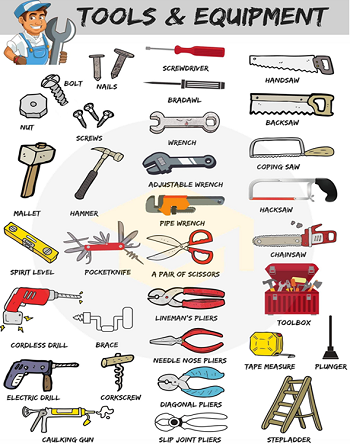 TOOLS & EQUIPMENT
BOLT
NAILS
SCREWDRIVER
HANDSAW
BRADAWL
NUT
SCREWS
WRENCH
BACKSAW
MALLET
HAMMER
ADJUSTABLE WRENCH
COPING SAW
PIPE WRENCH
HACKSAW
SPIRIT LEVEL
POCKETKNIFE
A PAIR OF SCISSORS
CHAINSAW
CORDLESS DRILL
BRACE
LINEMAN'S PLIERS
TOOLBOX
NEEDLE NOSE PLIERS
TAPE MEASURE
PLUNGER
ELECTRIC DRILL
CORKSCREW
DIAGONAL PLIERS
CAULKING GUN
SLIP JOINT PLIERS
STEPLADDER